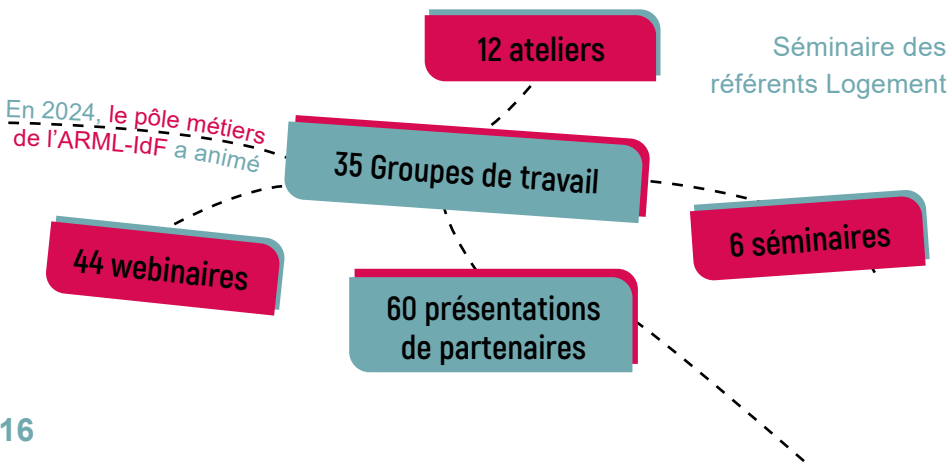 12 ateliers
Séminaire des
référents Logement
En 2024, le pôle métiers
de l'ARML-IdF a animé
35 Groupes de travail
6 séminaires
44 webinaires
60 présentations
de partenaires
16